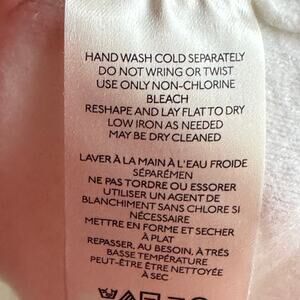 HAND WASH COLD SEPARATELY
DO NOT WRING OR TWIST
USE ONLY NON-CHLORINE
BLEACH
RESHAPE AND LAY FLAT TO DRY
LOW IRON AS NEEDED
MAY BE DRY CLEANED
LAVER À LA MAIN À L'EAU FROIDE
SÉPARÉMEN
NE PAS TORDRE OU ESSORER
UTILISER UN AGENT DE
BLANCHIMENT SANS CHLORE SI
NÉCESSAIRE
METTRE EN FORME ET SECHER
À PLAT
REPASSER, AU BESOIN, À TRÉS
BASSE TEMPÉRATURE
PEUT-ÊTRE ÊTRE NETTOYÉE
À SEC